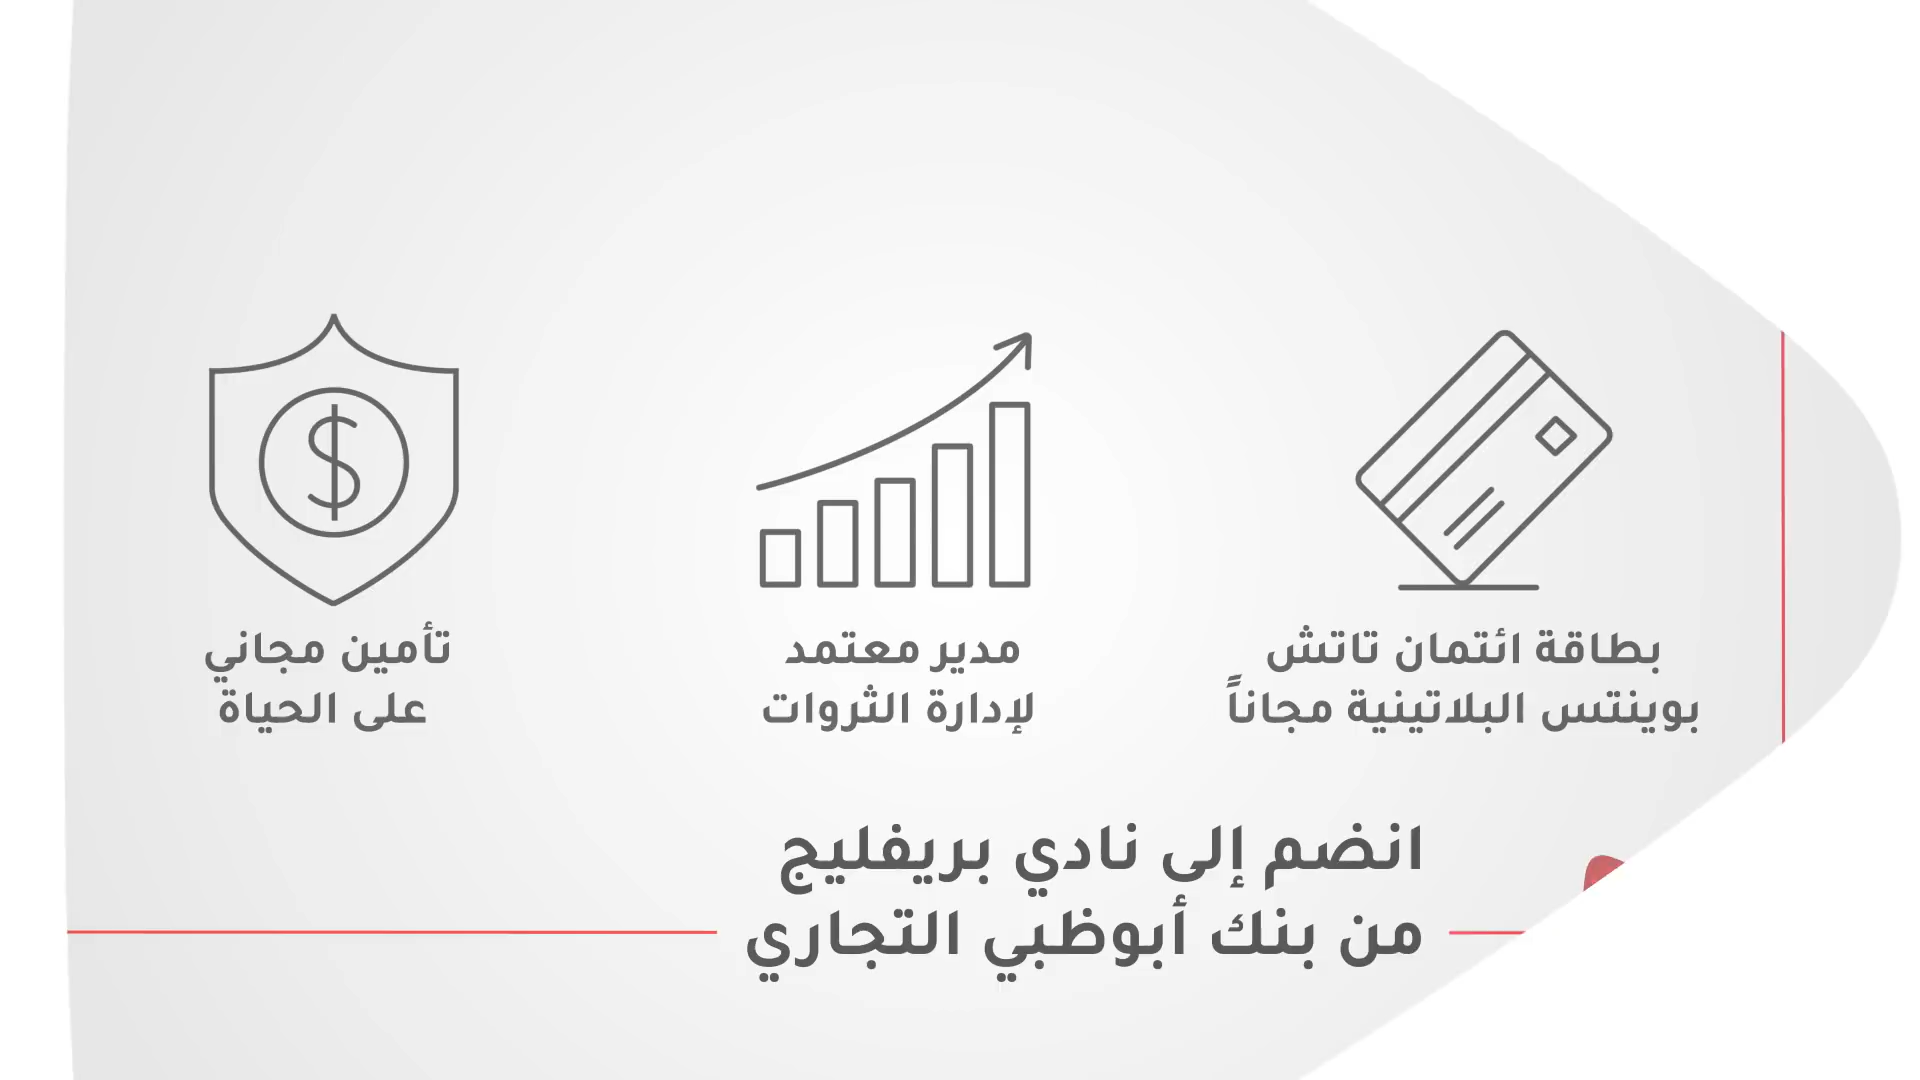 بطاقة ائتمان تاتش
بوينتس البلاتينية مجاناً
مدير معتمد
لإدارة الثروات
تأمين مجاني
على الحياة
انضم إلى نادي بريفليج
من بنك أبوظبي التجاري